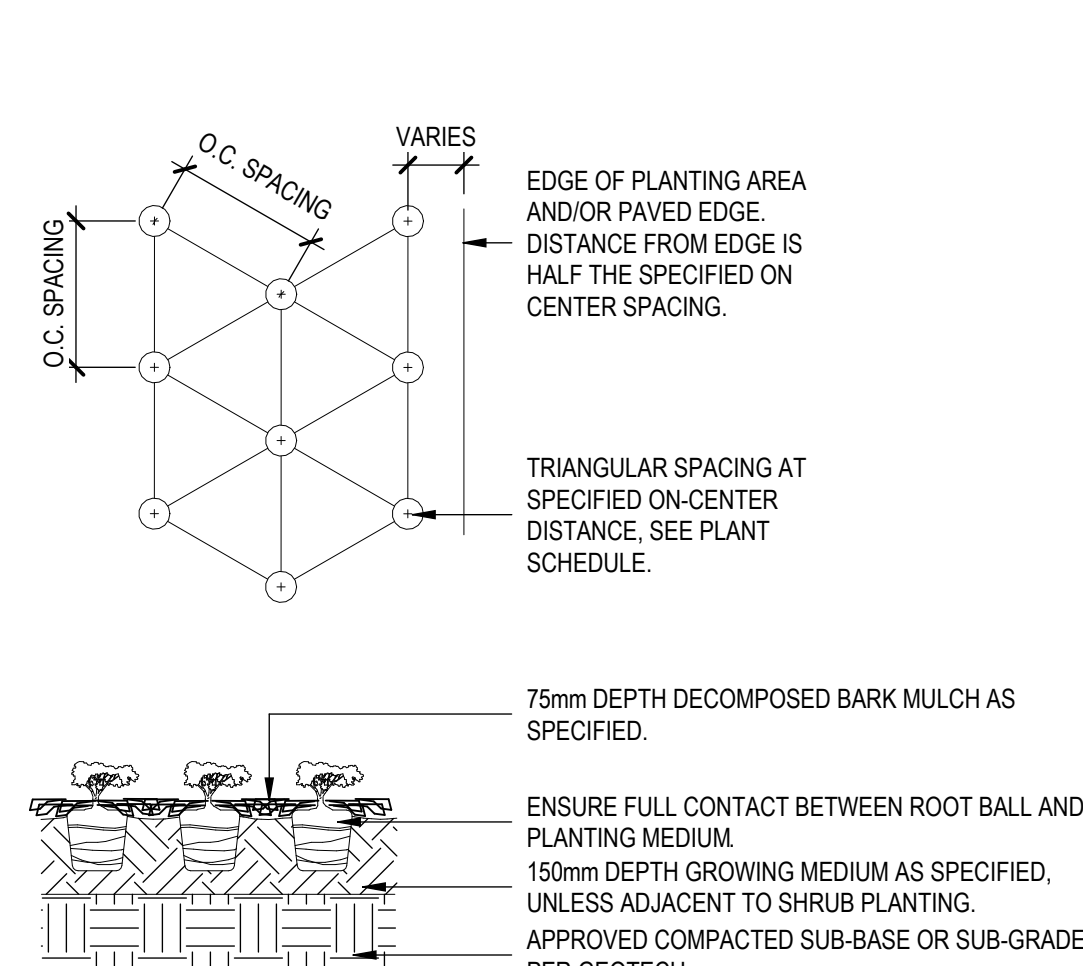 O.C. SPACING
VARIES
O.C. SPACING
EDGE OF PLANTING AREA
AND/OR PAVED EDGE.
DISTANCE FROM EDGE IS
HALF THE SPECIFIED ON
CENTER SPACING.
TRIANGULAR SPACING AT
SPECIFIED ON-CENTER
DISTANCE, SEE PLANT
SCHEDULE.
75mm DEPTH DECOMPOSED BARK MULCH AS
SPECIFIED.
ENSURE FULL CONTACT BETWEEN ROOT BALL AND
PLANTING MEDIUM.
150mm DEPTH GROWING MEDIUM AS SPECIFIED,
UNLESS ADJACENT TO SHRUB PLANTING.
APPROVED COMPACTED SUB-BASE OR SUB-GRADE
PER GEOTECH